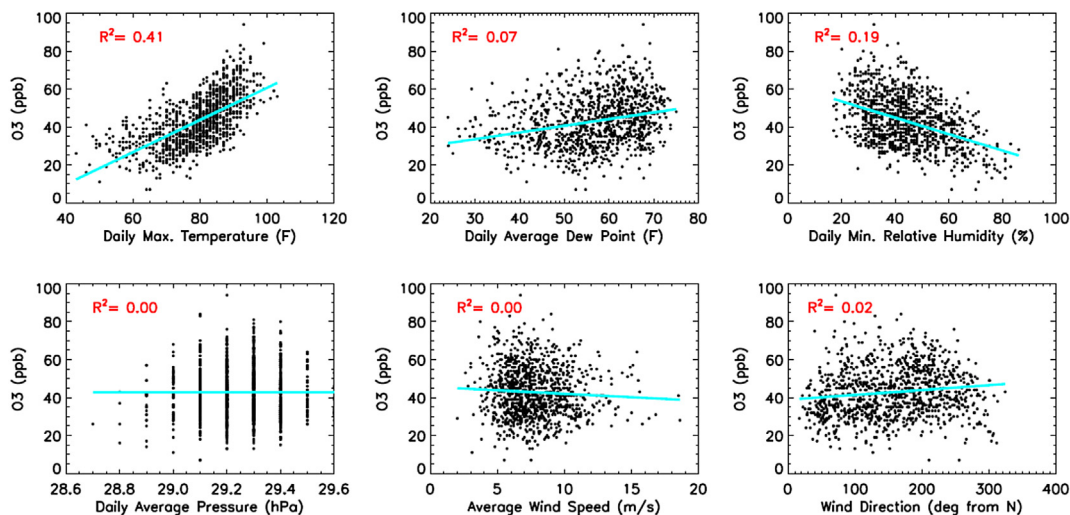 R²= 0.41
O3 (ppb)
100
80
60
40
20
0
40 60 80 100 120
Daily Max. Temperature (F)
R²= 0.07
O3 (ppb)
100
80
60
40
20
0
20 30 40 50 60 70 80
Daily Average Dew Point (F)
R²= 0.19
O3 (ppb)
100
80
60
40
20
0
0 20 40 60 80 100
Daily Min. Relative Humidity (%)
R²= 0.00
O3 (ppb)
100
80
60
40
20
0
28.6 28.8 29.0 29.2 29.4 29.6
Daily Average Pressure (hPa)
R²= 0.00
O3 (ppb)
100
80
60
40
20
0
0 5 10 15 20
Average Wind Speed (m/s)
R²= 0.02
O3 (ppb)
100
80
60
40
20
0
0 100 200 300 400
Wind Direction (deg from N)